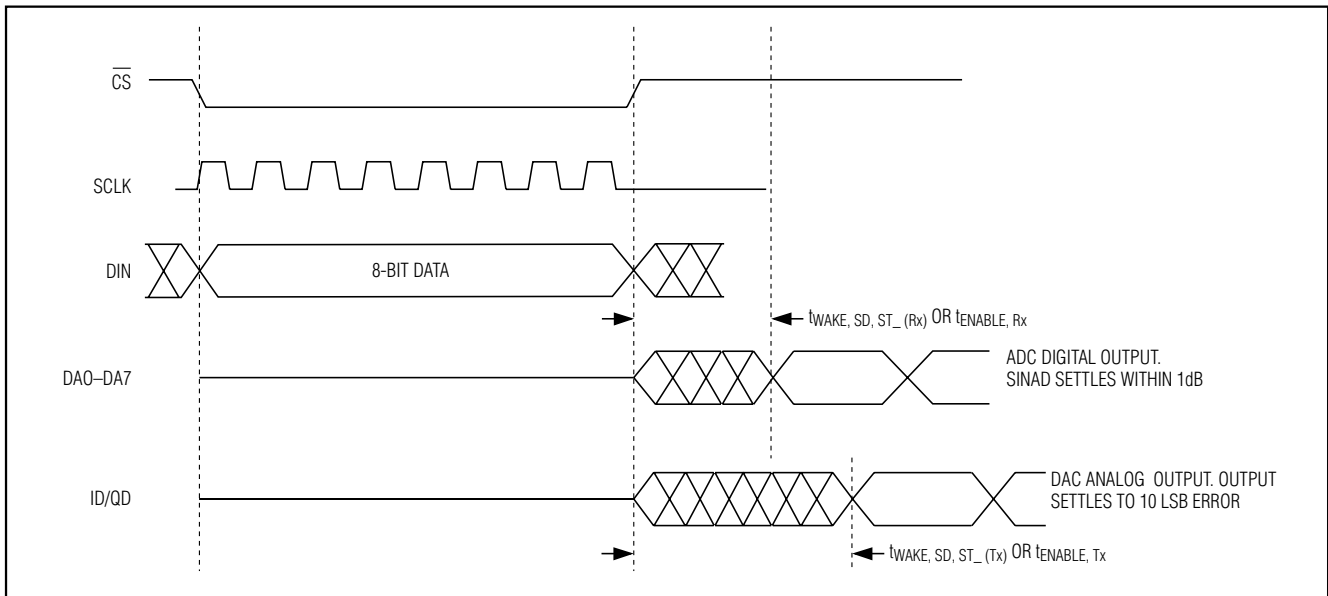 CS
SCLK
DIN
8-BIT DATA
tWAKE, SD, ST_ (Rx) OR tENABLE, Rx
DA0–DA7
ADC DIGITAL OUTPUT.
SINAD SETTLES WITHIN 1dB
ID/QD
DAC ANALOG OUTPUT. OUTPUT
SETTLES TO 10 LSB ERROR
tWAKE, SD, ST_ (Tx) OR tENABLE, Tx